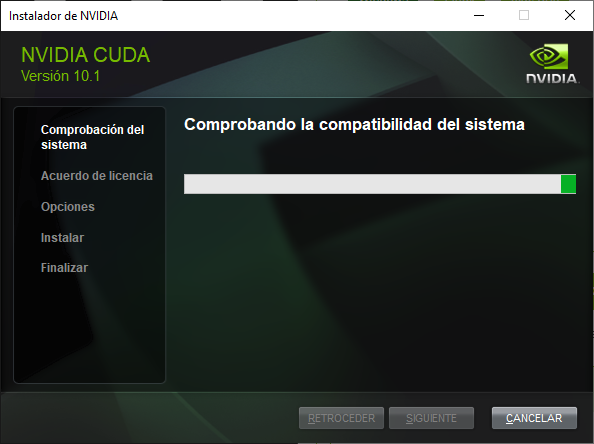 Instalador de NVIDIA
NVIDIA CUDA
Versión 10.1
NVIDIA.
Comprobación del
sistema
Acuerdo de licencia
Opciones
Instalar
Finalizar
Comprobando la compatibilidad del sistema
RETROCEDER
SIGUIENTE
CANCELAR